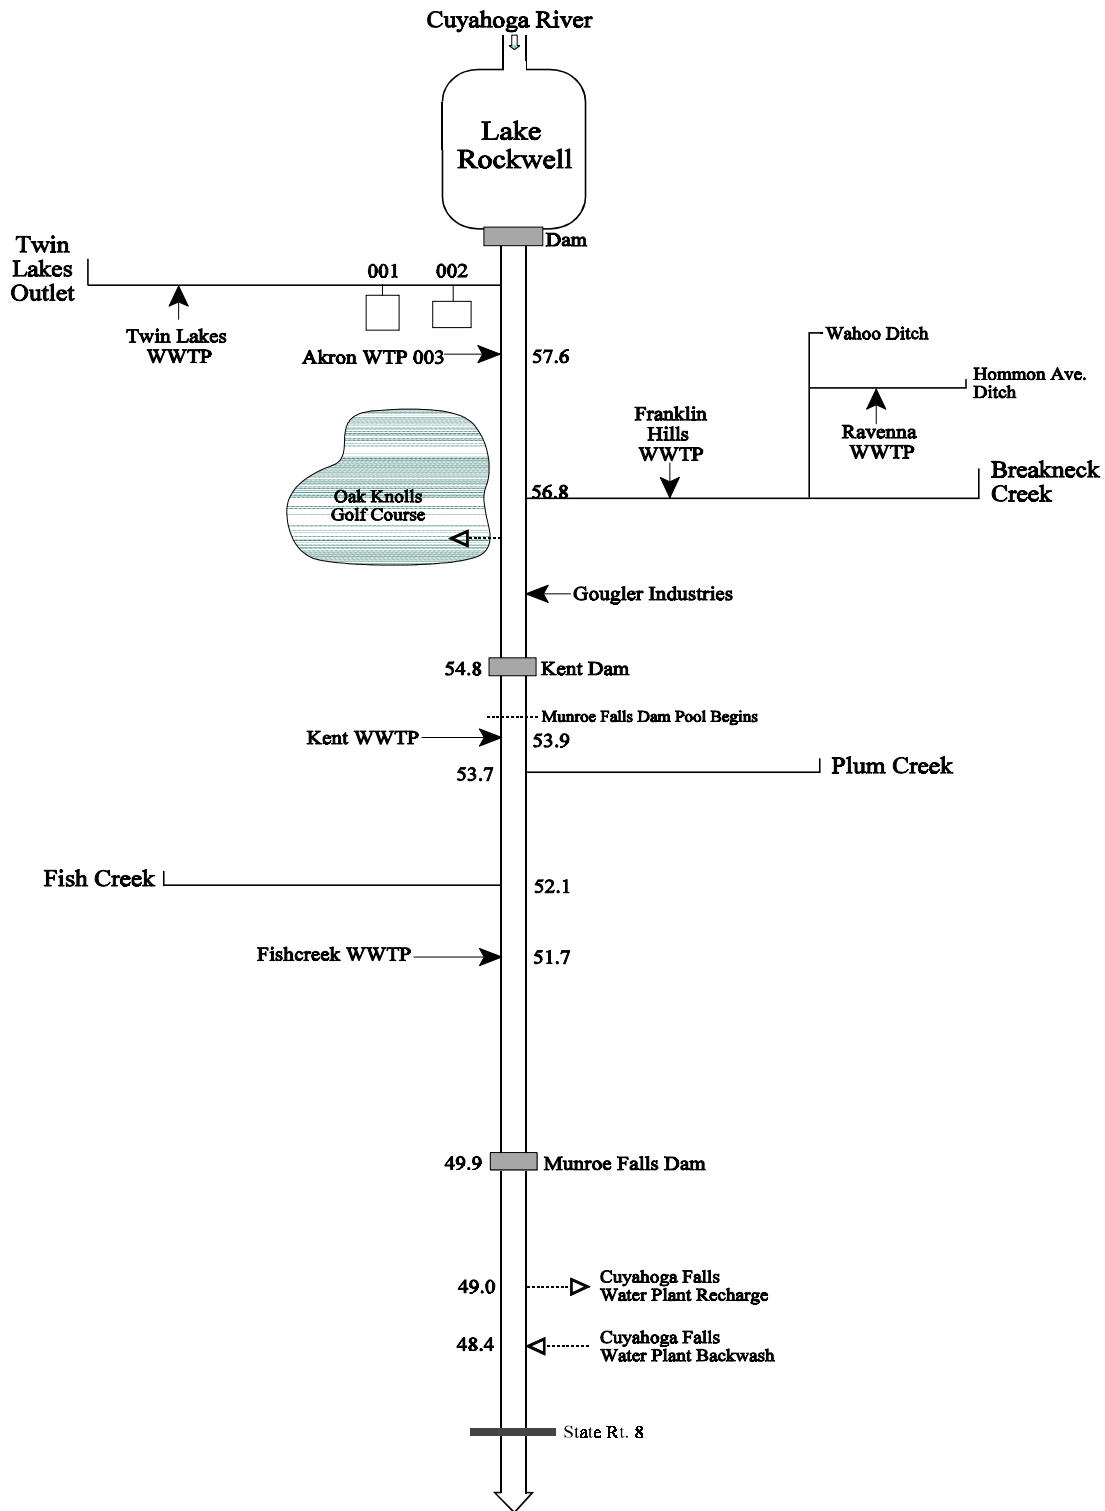 Cuyahoga River
Lake
Rockwell
Dam
Twin
Lakes
Outlet
001
002
Twin Lakes
WWTP
Akron WTP 003
57.6
Wahoo Ditch
Hommon Ave.
Ditch
Franklin
Hills
WWTP
Ravenna
WWTP
Breakneck
Creek
56.8
Oak Knolls
Golf Course
Gougler Industries
54.8
Kent Dam
Munroe Falls Dam Pool Begins
Kent WWTP
53.9
53.7
Plum Creek
Fish Creek
52.1
Fishcreek WWTP
51.7
49.9
Munroe Falls Dam
49.0
Cuyahoga Falls
Water Plant Recharge
48.4
Cuyahoga Falls
Water Plant Backwash
State Rt. 8